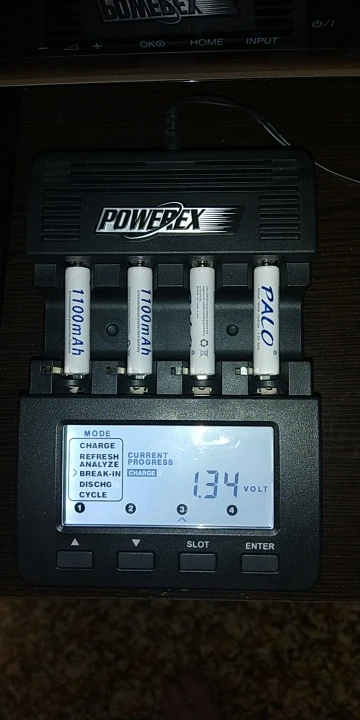 POWEREX
— ◿ + OK⊙ HOME INPUT ⏻/I
POWEREX
1100mAh
1100mAh
PALO
MODE
CHARGE
REFRESH
ANALYZE
BREAK-IN
DISCHG
CYCLE
CURRENT
PROGRESS
CHARGE
1.34 VOLT
1 2 3 4
▲ ▼ SLOT ENTER